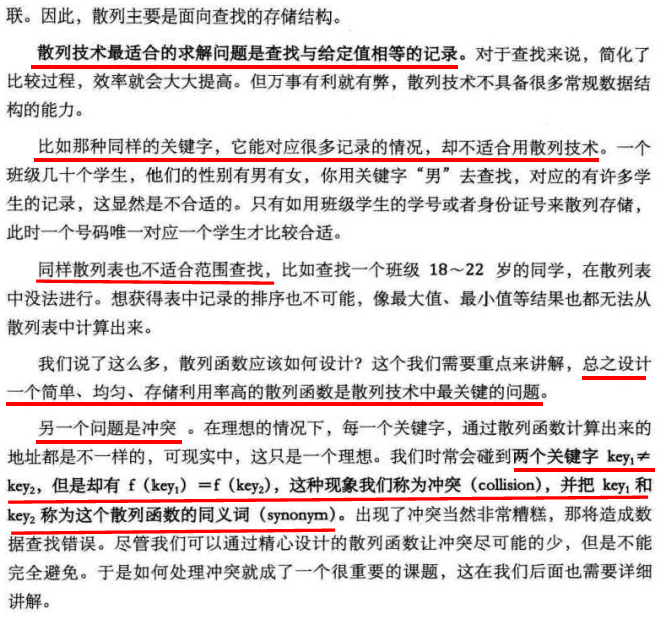 联。因此，散列主要是面向查找的存储结构。
散列技术最适合的求解问题是查找与给定值相等的记录。对于查找来说，简化了
比较过程，效率就会大大提高。但万事有利就有弊，散列技术不具备很多常规数据结
构的能力。
比如那种同样的关键字，它能对应很多记录的情况，却不适合用散列技术。一个
班级几十个学生，他们的性别有男有女，你用关键字“男”去查找，对应的有许多学
生的记录，这显然是不合适的。只有如用班级学生的学号或者身份证号来散列存储，
此时一个号码唯一对应一个学生才比较合适。
同样散列表也不适合范围查找，比如查找一个班级 18～22 岁的同学，在散列表
中没法进行。想获得表中记录的排序也不可能，像最大值、最小值等结果也都无法从
散列表中计算出来。
我们说了这么多，散列函数应该如何设计？这个我们需要重点来讲解，总之设计
一个简单、均匀、存储利用率高的散列函数是散列技术中最关键的问题。
另一个问题是冲突 。在理想的情况下，每一个关键字，通过散列函数计算出来的
地址都是不一样的，可现实中，这只是一个理想。我们时常会碰到两个关键字 key₁≠
key₂，但是却有 f（key₁）＝f（key₂），这种现象我们称为冲突（collision），并把 key₁ 和
key₂ 称为这个散列函数的同义词（synonym）。出现了冲突当然非常糟糕，那将造成数
据查找错误。尽管我们可以通过精心设计的散列函数让冲突尽可能的少，但是不能
完全避免。于是如何处理冲突就成了一个很重要的课题，这在我们后面也需要详细
讲解。